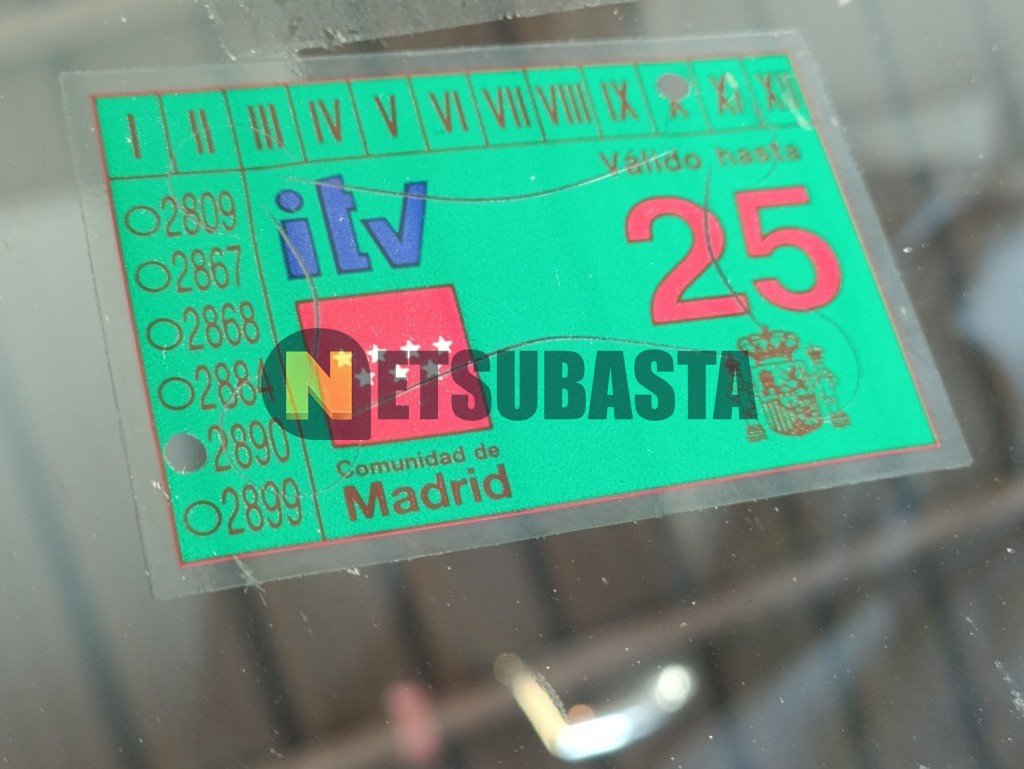 I II III IV V VI VII VIII IX X XI XII
Válido hasta
itv
25
2809
2867
2868
2884
2890
2899
NETSUBASTA
Comunidad de
Madrid